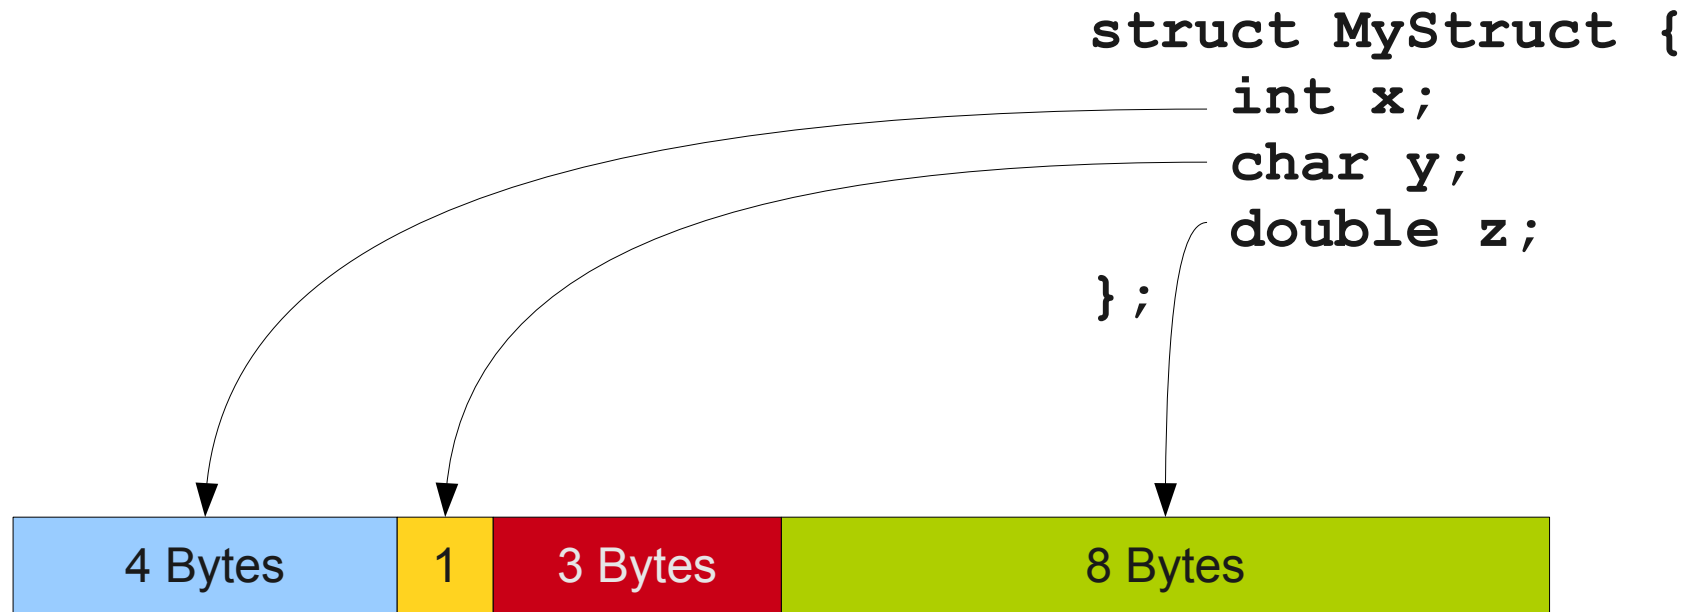 struct MyStruct {
int x;
char y;
double z;
};
4 Bytes 1 3 Bytes 8 Bytes